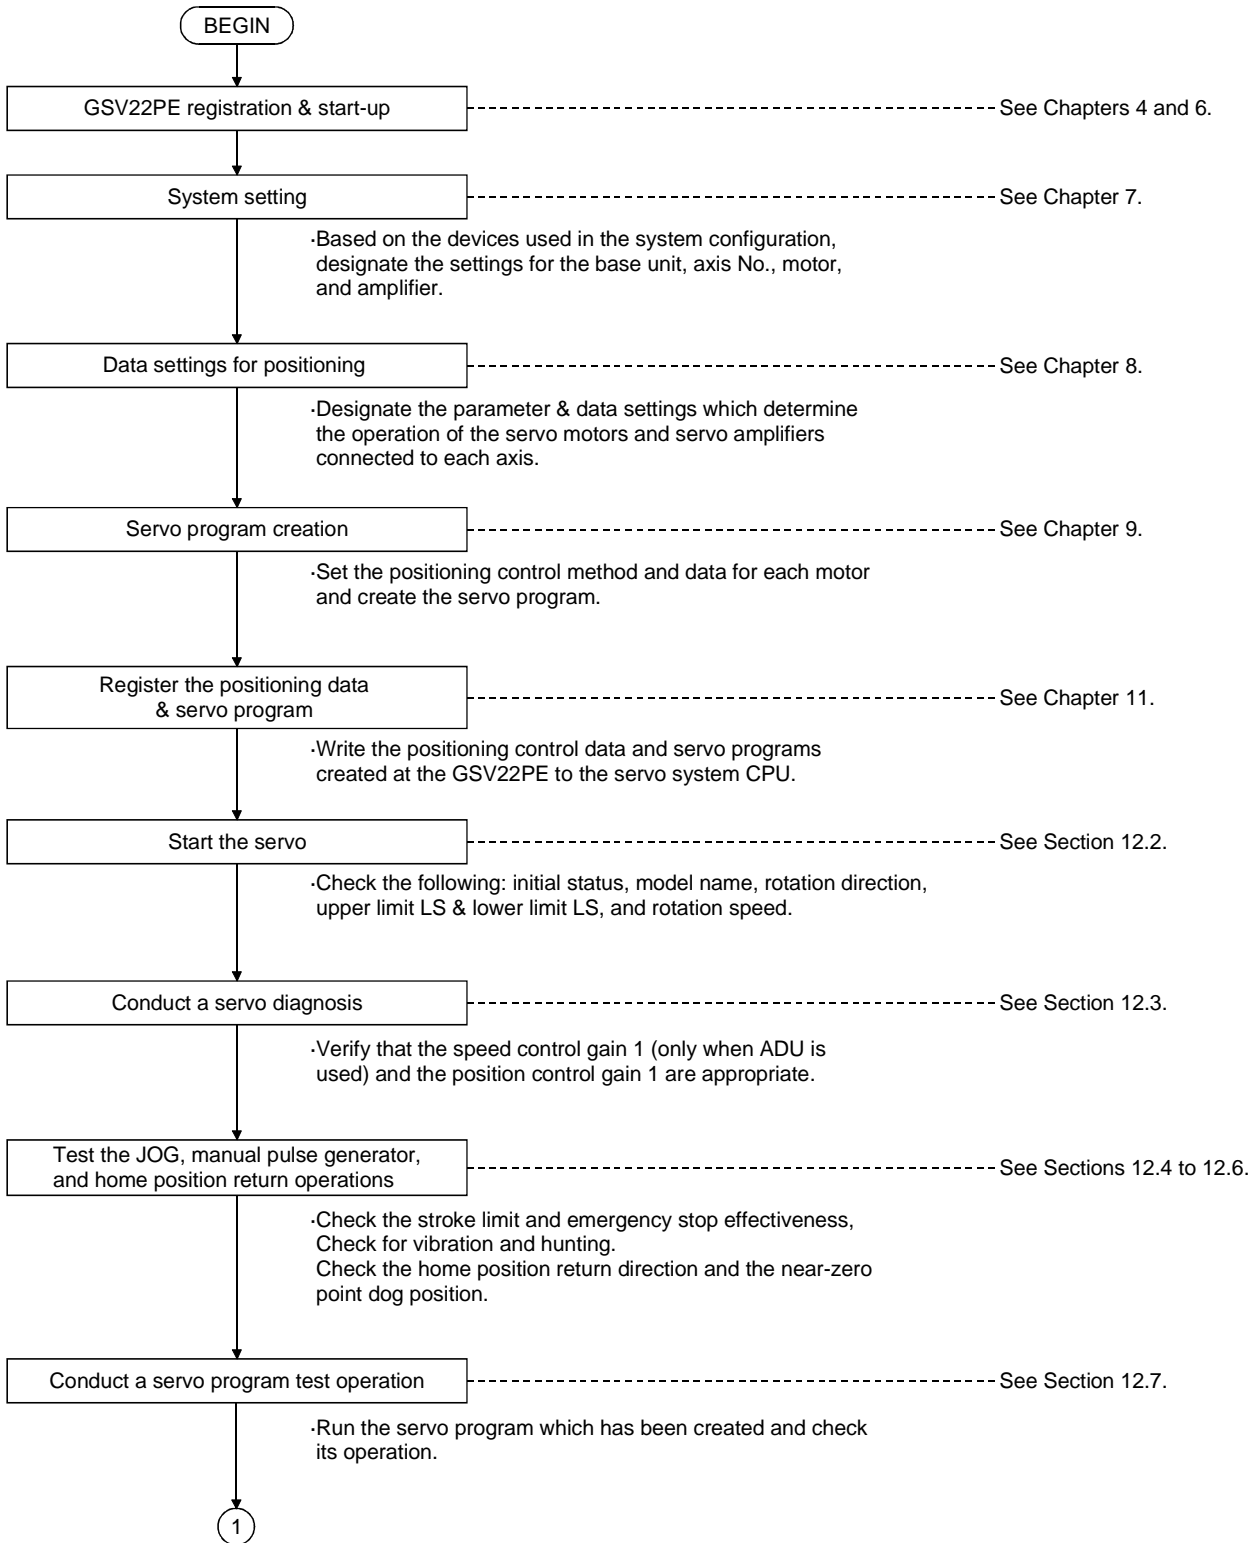 BEGIN
GSV22PE registration & start-up
See Chapters 4 and 6.
System setting
See Chapter 7.
·Based on the devices used in the system configuration,
designate the settings for the base unit, axis No., motor,
and amplifier.
Data settings for positioning
See Chapter 8.
·Designate the parameter & data settings which determine
the operation of the servo motors and servo amplifiers
connected to each axis.
Servo program creation
See Chapter 9.
·Set the positioning control method and data for each motor
and create the servo program.
Register the positioning data
& servo program
See Chapter 11.
·Write the positioning control data and servo programs
created at the GSV22PE to the servo system CPU.
Start the servo
See Section 12.2.
·Check the following: initial status, model name, rotation direction,
upper limit LS & lower limit LS, and rotation speed.
Conduct a servo diagnosis
See Section 12.3.
·Verify that the speed control gain 1 (only when ADU is
used) and the position control gain 1 are appropriate.
Test the JOG, manual pulse generator,
and home position return operations
See Sections 12.4 to 12.6.
·Check the stroke limit and emergency stop effectiveness,
Check for vibration and hunting.
Check the home position return direction and the near-zero
point dog position.
Conduct a servo program test operation
See Section 12.7.
·Run the servo program which has been created and check
its operation.
1